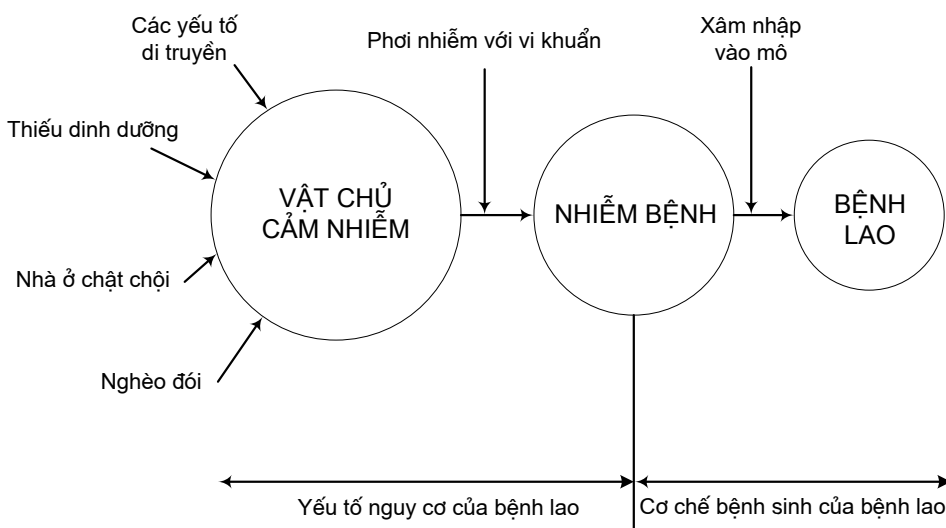 Các yếu tố
di truyền
Thiếu dinh dưỡng
Nhà ở chật chội
Nghèo đói
VẬT CHỦ
CẢM NHIỄM
Phơi nhiễm với vi khuẩn
NHIỄM BỆNH
Xâm nhập
vào mô
BỆNH
LAO
Yếu tố nguy cơ của bệnh lao
Cơ chế bệnh sinh của bệnh lao